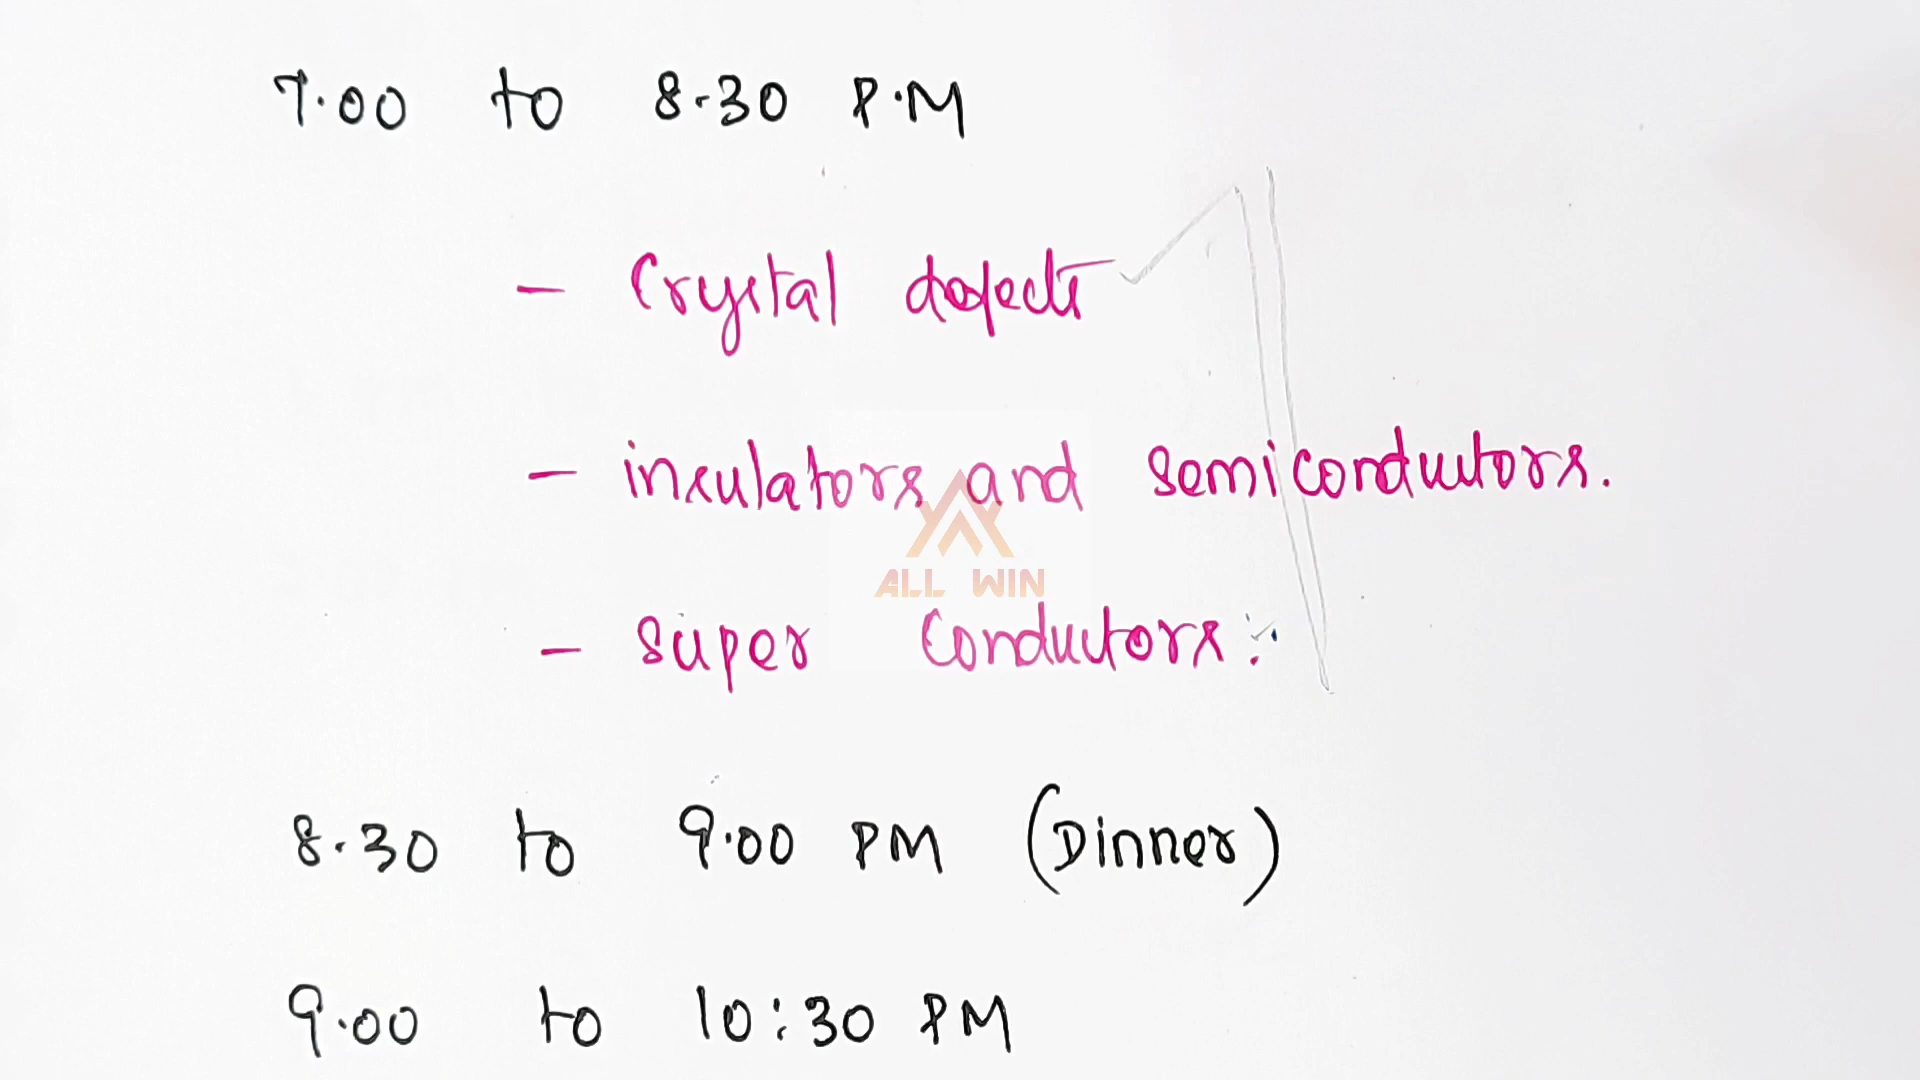 7.00 to 8.30 P.M
- Crystal defects
- insulators and semiconductors.
ALL WIN
- super conductors :-
8.30 to 9.00 PM (Dinner)
9.00 to 10:30 PM